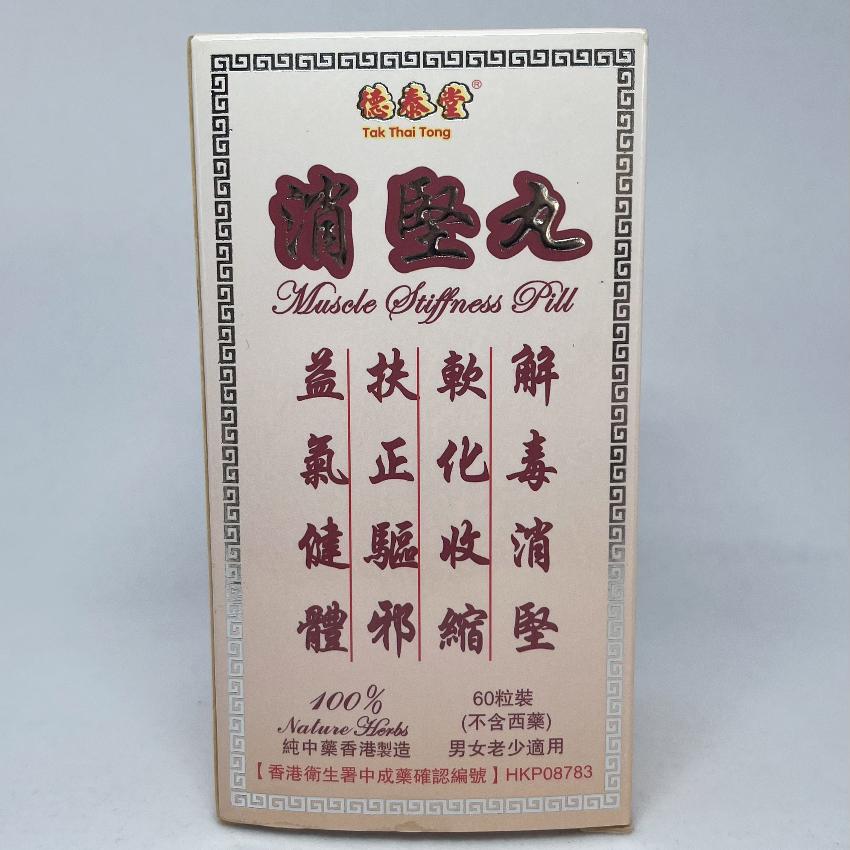 德泰堂®
Tak Thai Tong
消堅丸
Muscle Stiffness Pill
解毒消堅
軟化收縮
扶正驅邪
益氣健體
100%
Nature Herbs
純中藥香港製造
60粒裝
(不含西藥)
男女老少適用
【香港衛生署中成藥確認編號】HKP08783